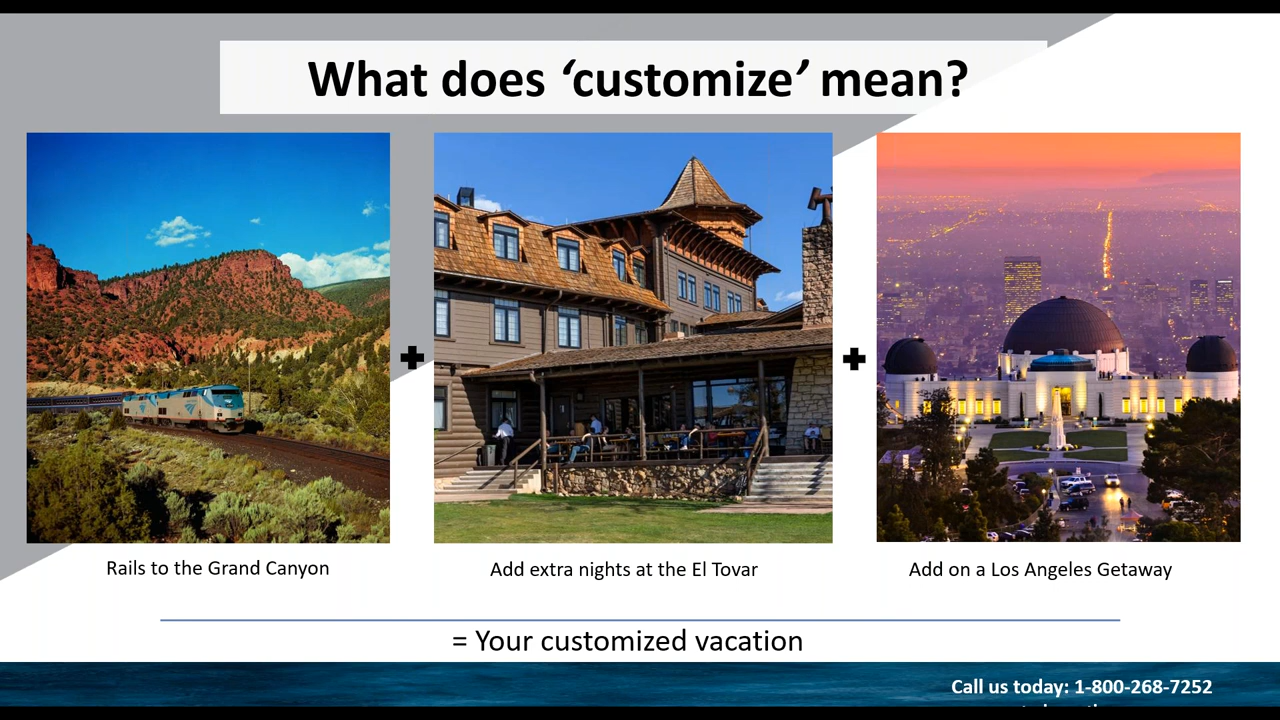 What does ‘customize’ mean?
Rails to the Grand Canyon
Add extra nights at the El Tovar
Add on a Los Angeles Getaway
= Your customized vacation
Call us today: 1-800-268-7252